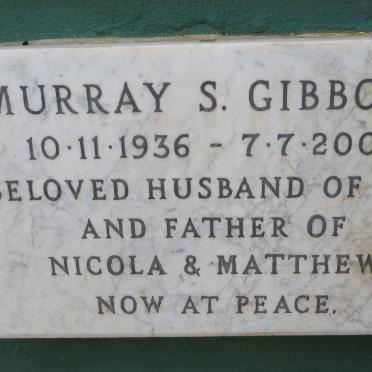 MURRAY S. GIBBO
10·11·1936 - 7·7·200
BELOVED HUSBAND OF
AND FATHER OF
NICOLA & MATTHEW
NOW AT PEACE.